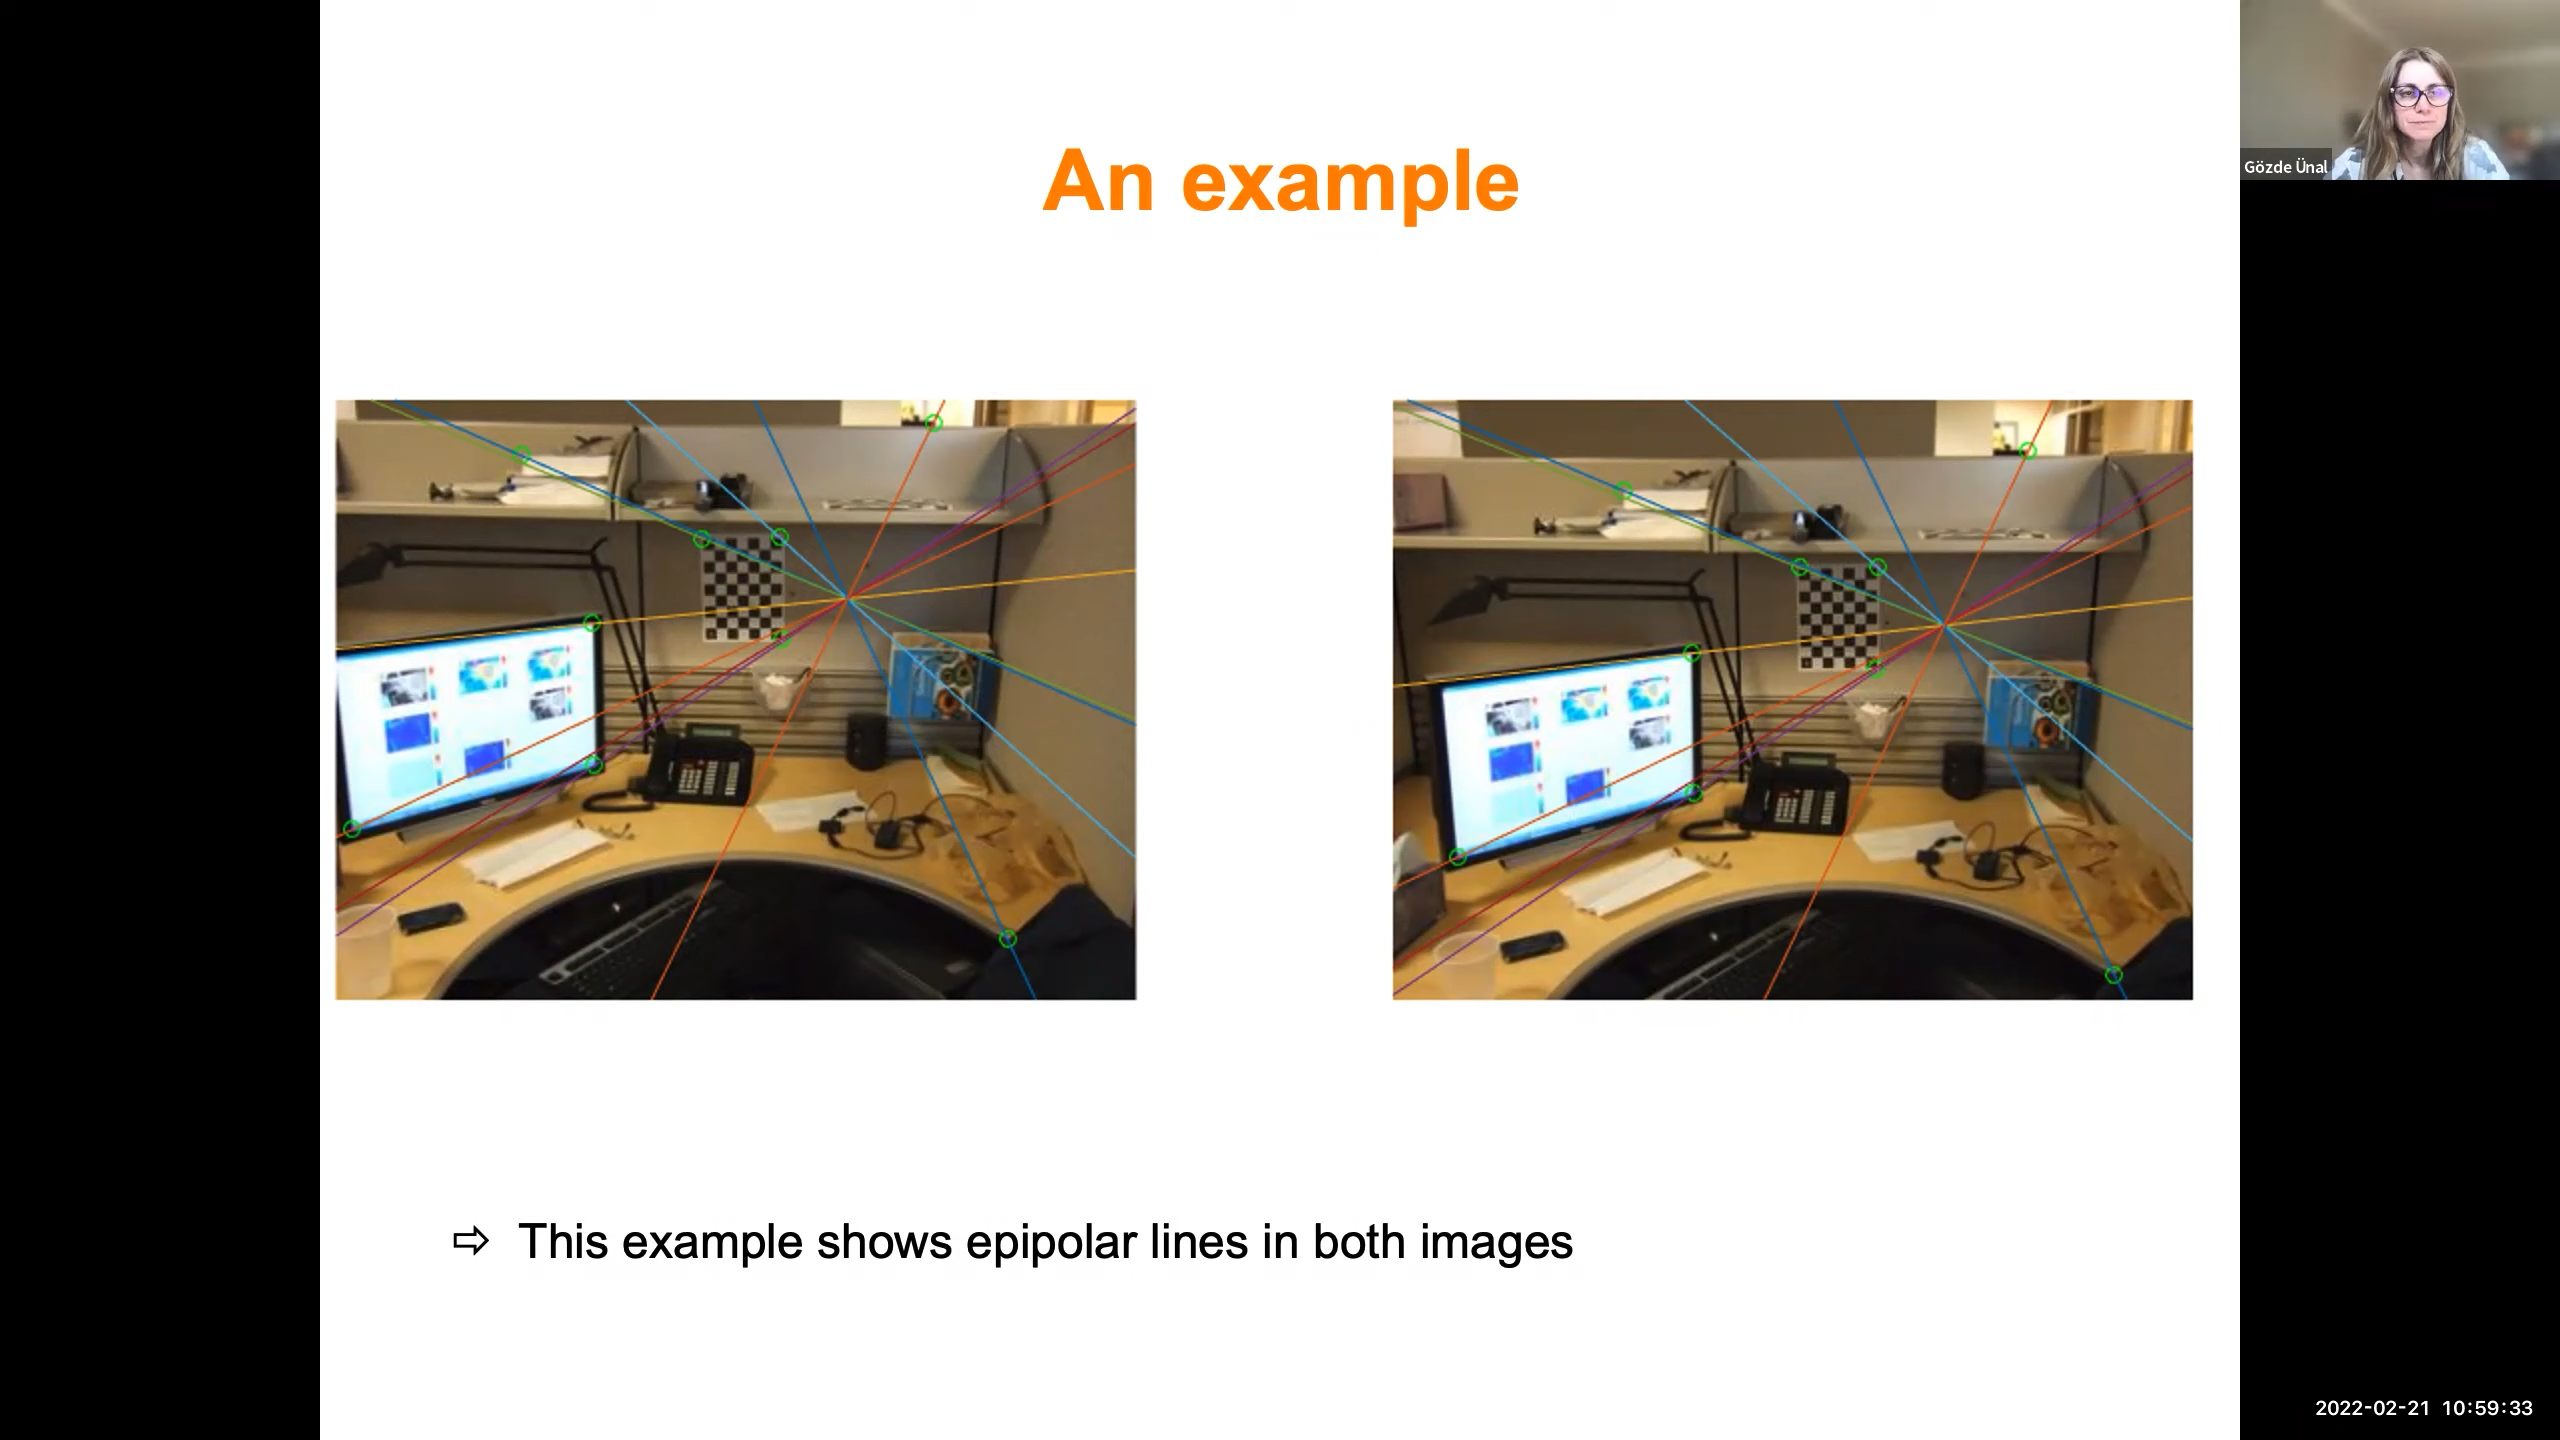 An example
Gözde Ünal
⇨ This example shows epipolar lines in both images
2022-02-21 10:59:33